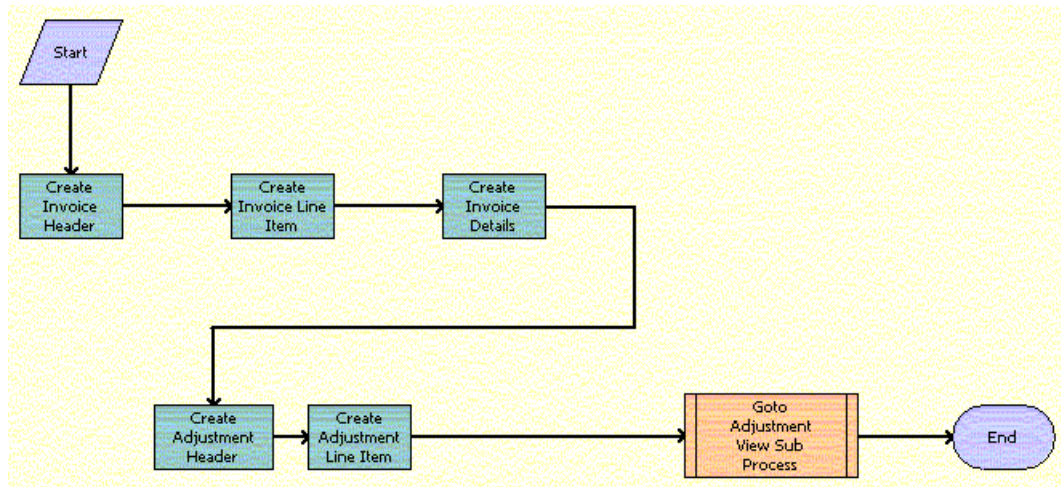 Start
Create
Invoice
Header
Create
Invoice Line
Item
Create
Invoice
Details
Create
Adjustment
Header
Create
Adjustment
Line Item
Goto
Adjustment
View Sub
Process
End